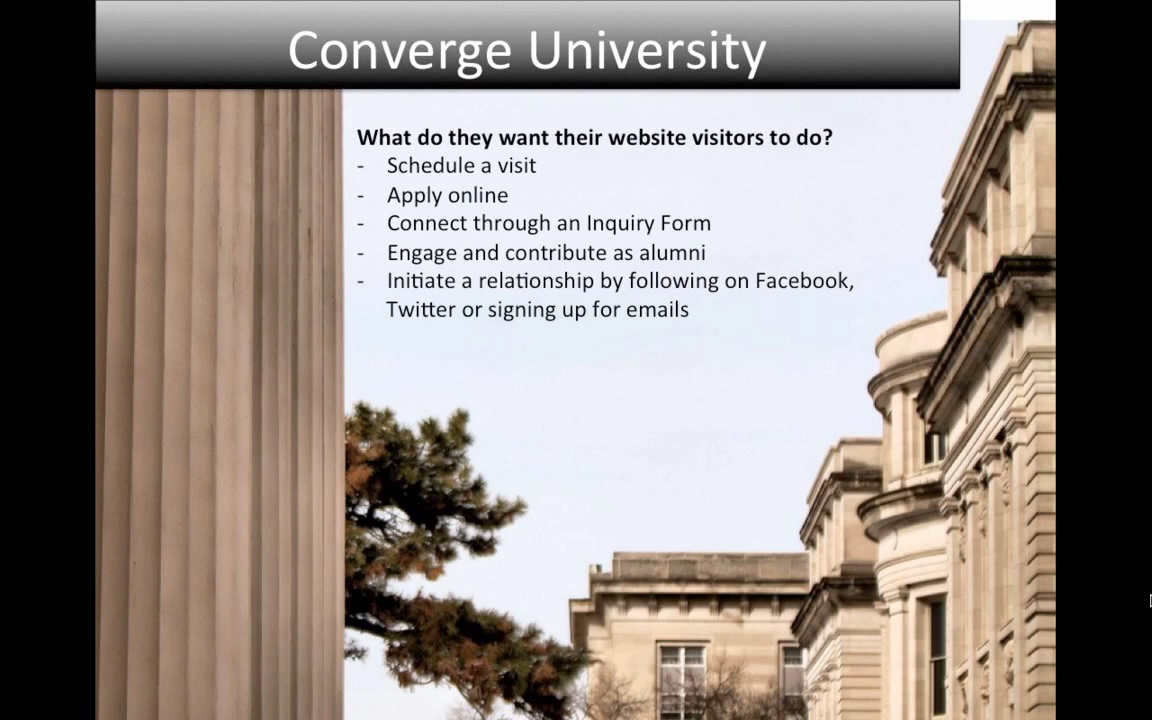 Converge University
What do they want their website visitors to do?
- Schedule a visit
- Apply online
- Connect through an Inquiry Form
- Engage and contribute as alumni
- Initiate a relationship by following on Facebook,
Twitter or signing up for emails